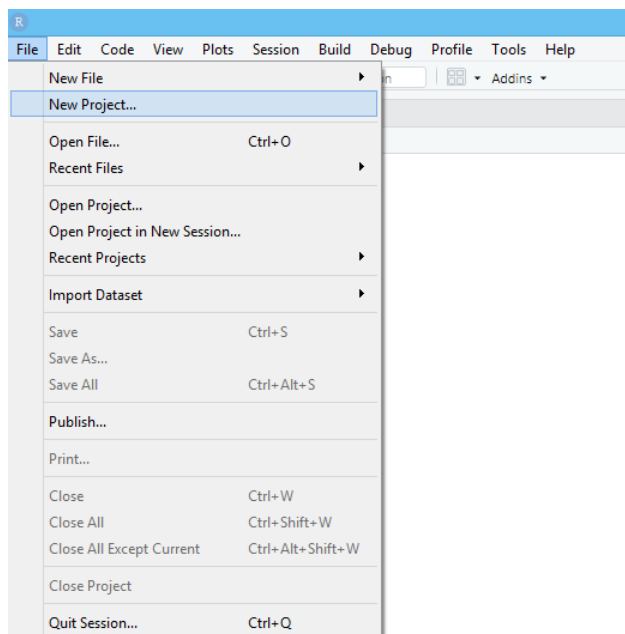 R
File Edit Code View Plots Session Build Debug Profile Tools Help
New File
Addins
New Project...
Open File... Ctrl+O
Recent Files
Open Project...
Open Project in New Session...
Recent Projects
Import Dataset
Save Ctrl+S
Save As...
Save All Ctrl+Alt+S
Publish...
Print...
Close Ctrl+W
Close All Ctrl+Shift+W
Close All Except Current Ctrl+Alt+Shift+W
Close Project
Quit Session... Ctrl+Q